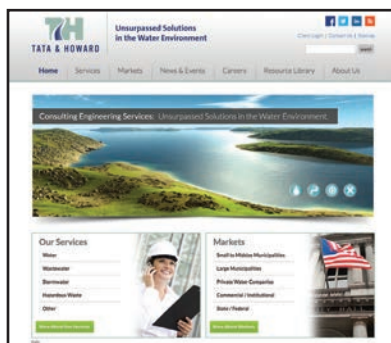 TH
TATA & HOWARD
Unsurpassed Solutions
in the Water Environment
Client Login / Contact Us / Sitemap
search
Home
Services
Markets
News & Events
Careers
Resource Library
About Us
Consulting Engineering Services: Unsurpassed Solutions in the Water Environment
Our Services
Water
Wastewater
Stormwater
Hazardous Waste
Other
Markets
Small to Midsize Municipalities
Large Municipalities
Private Water Companies
Commercial / Institutional
State / Federal